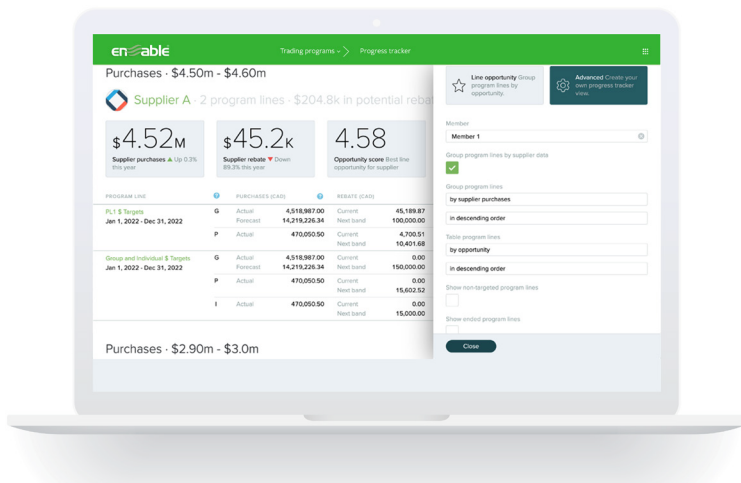 enable
Trading programs
Progress tracker
Purchases · $4.50m - $4.60m
Supplier A · 2 program lines · $204.8k in potential reba
$4.52M
Supplier purchases ▲ Up 0.3% this year
$45.2K
Supplier rebate ▼ Down 89.3% this year
4.58
Opportunity score Best line opportunity for supplier
PROGRAM LINE ? PURCHASES (CAD) ? REBATE (CAD)
PL1 $ Targets G Actual 4,518,987.00 Current 45,189.87
Jan 1, 2022 - Dec 31, 2022 Forecast 14,219,226.34 Next band 100,000.00
P Actual 470,050.50 Current 4,700.51
Next band 10,401.68
Group and Individual $ Targets G Actual 4,518,987.00 Current 0.00
Jan 1, 2022 - Dec 31, 2022 Forecast 14,219,226.34 Next band 150,000.00
P Actual 470,050.50 Current 0.00
Next band 15,602.52
I Actual 470,050.50 Current 0.00
Next band 15,000.00
Purchases · $2.90m - $3.0m
Line opportunity Group
program lines by
opportunity.
Advanced Create your
own progress tracker
view.
Member
Member 1
Group program lines by supplier data
Group program lines
by supplier purchases
in descending order
Table program lines
by opportunity
in descending order
Show non-targeted program lines
Show ended program lines
Close